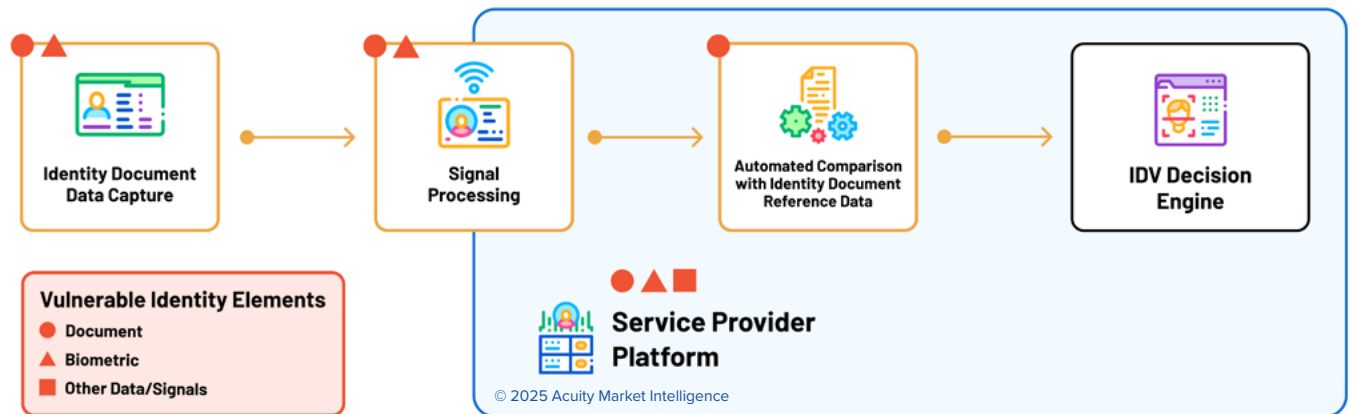 Identity Document
Data Capture
Signal
Processing
Automated Comparison
with Identity Document
Reference Data
IDV Decision
Engine
Vulnerable Identity Elements
Document
Biometric
Other Data/Signals
Service Provider
Platform
© 2025 Acuity Market Intelligence